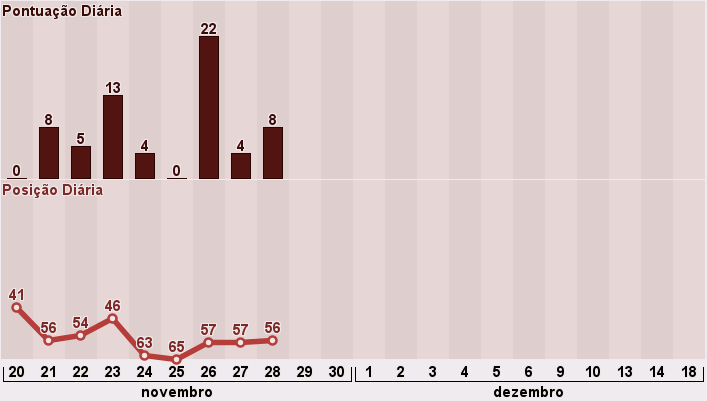 Pontuação Diária
0 8 5 13 4 0 22 4 8
Posição Diária
41 56 54 46 63 65 57 57 56
20 21 22 23 24 25 26 27 28 29 30 1 2 3 4 5 6 9 10 13 14 18
novembro dezembro